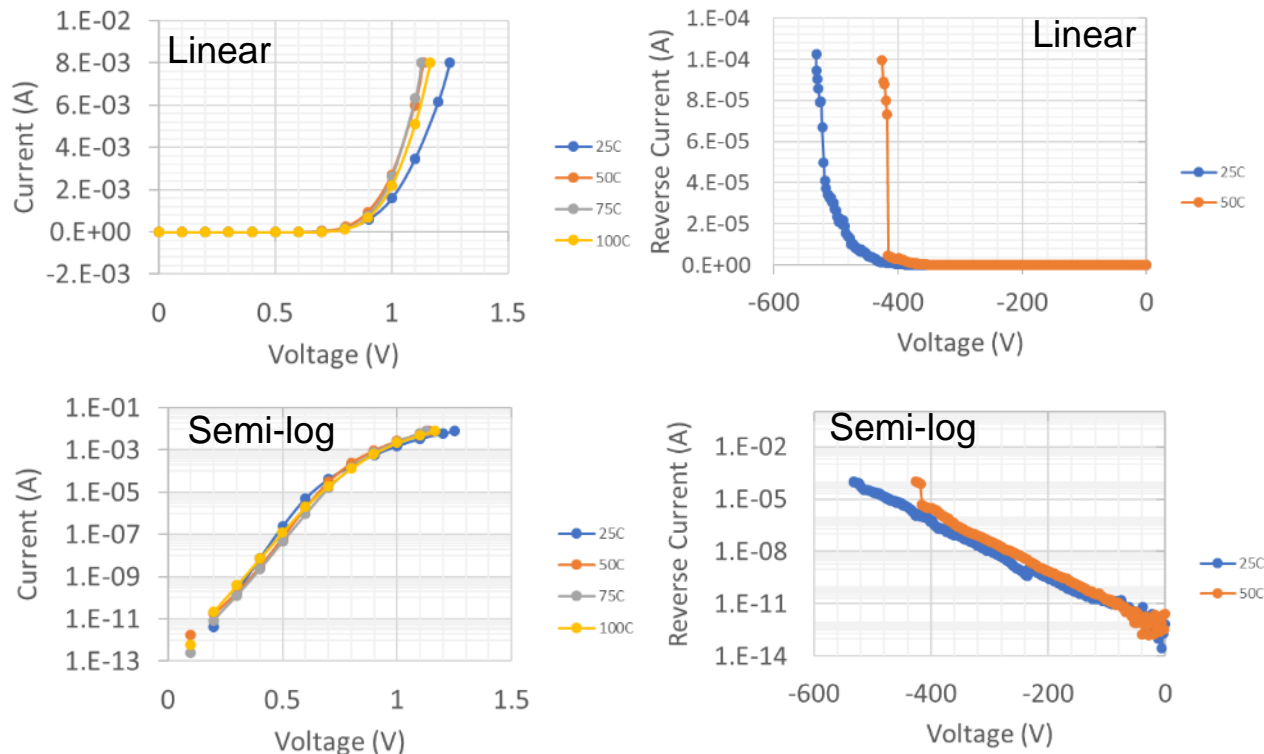 Linear
Current (A)
1.E-02
8.E-03
6.E-03
4.E-03
2.E-03
0.E+00
-2.E-03
0
0.5
1
1.5
Voltage (V)
25C
50C
75C
100C
Linear
Reverse Current (A)
1.E-04
1.E-04
8.E-05
6.E-05
4.E-05
2.E-05
0.E+00
-600
-400
-200
0
Voltage (V)
25C
50C
Semi-log
Current (A)
1.E-01
1.E-03
1.E-05
1.E-07
1.E-09
1.E-11
1.E-13
0
0.5
1
1.5
Voltage (V)
25C
50C
75C
100C
Semi-log
Reverse Current (A)
1.E-02
1.E-05
1.E-08
1.E-11
1.E-14
-600
-400
-200
0
Voltage (V)
25C
50C